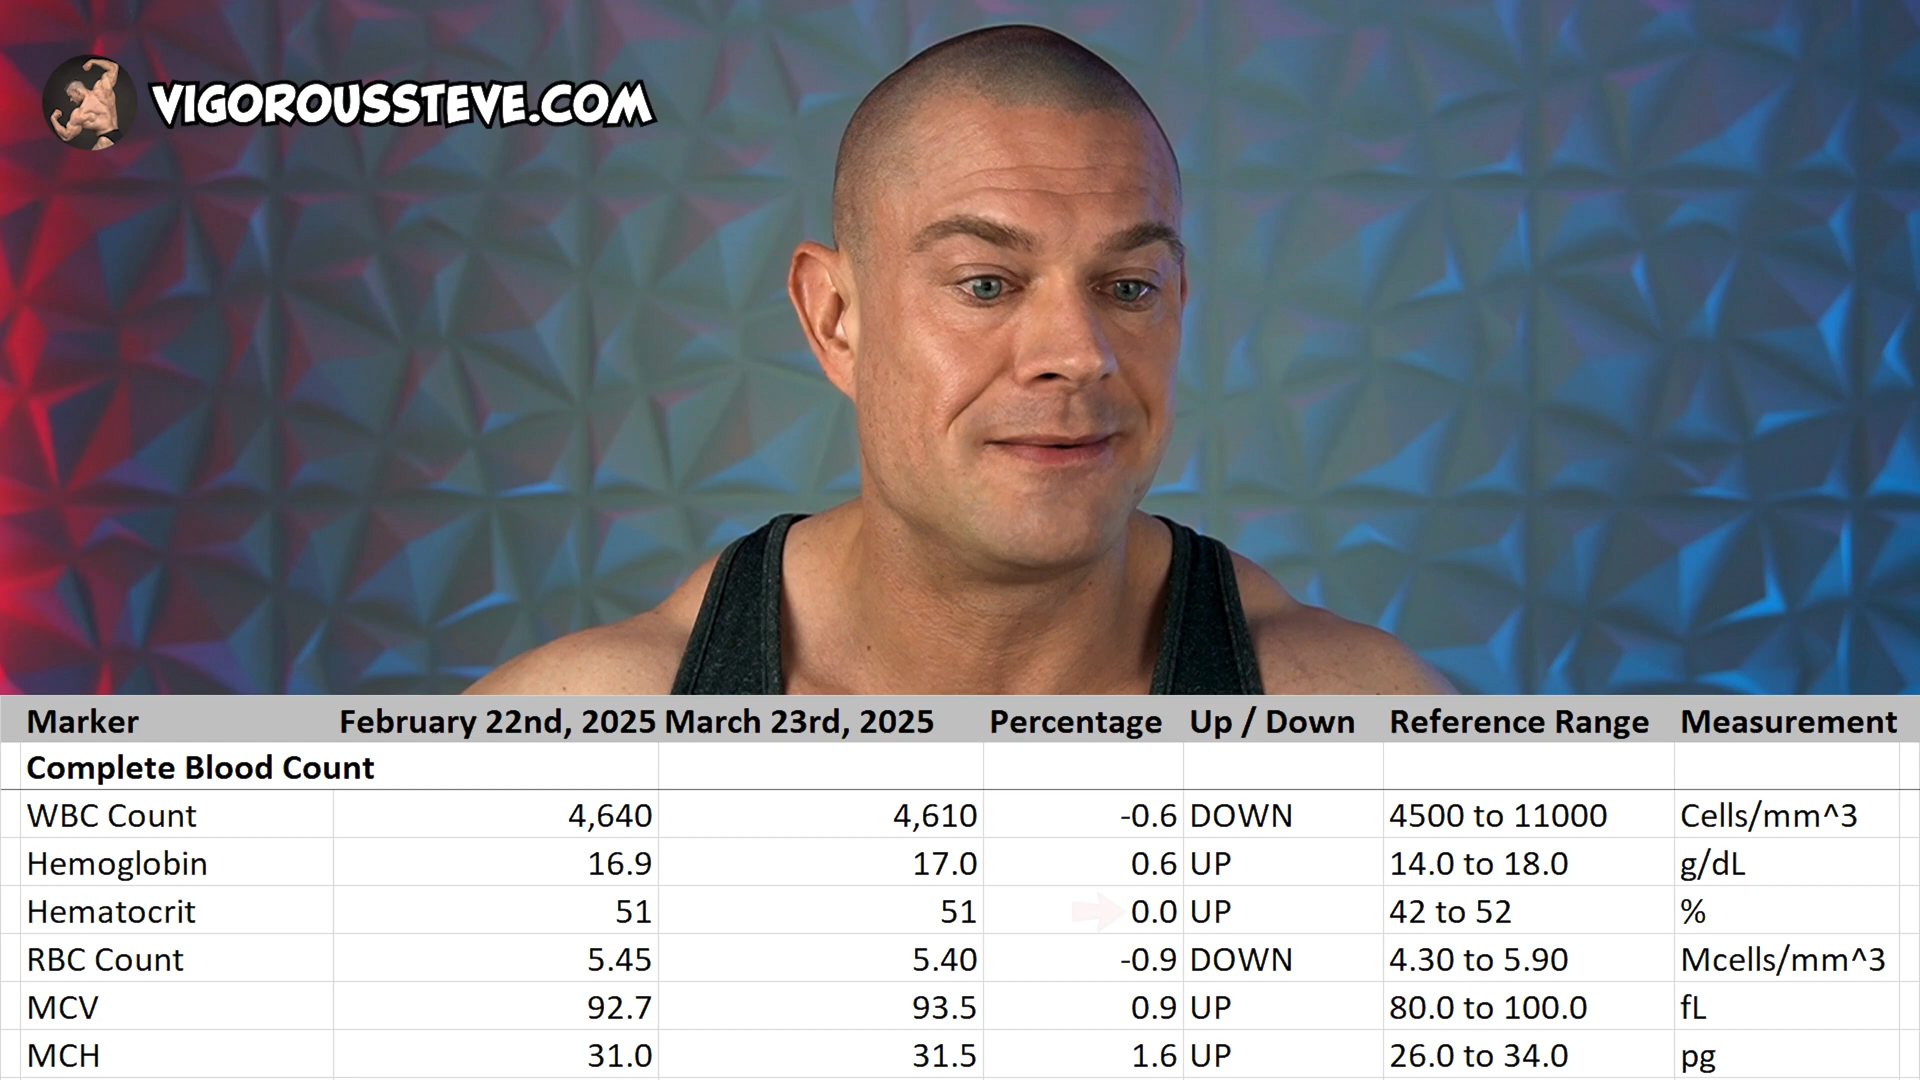 VIGOROUSSTEVE.COM
Marker February 22nd, 2025 March 23rd, 2025 Percentage Up / Down Reference Range Measurement
Complete Blood Count
WBC Count 4,640 4,610 -0.6 DOWN 4500 to 11000 Cells/mm^3
Hemoglobin 16.9 17.0 0.6 UP 14.0 to 18.0 g/dL
Hematocrit 51 51 0.0 UP 42 to 52 %
RBC Count 5.45 5.40 -0.9 DOWN 4.30 to 5.90 Mcells/mm^3
MCV 92.7 93.5 0.9 UP 80.0 to 100.0 fL
MCH 31.0 31.5 1.6 UP 26.0 to 34.0 pg